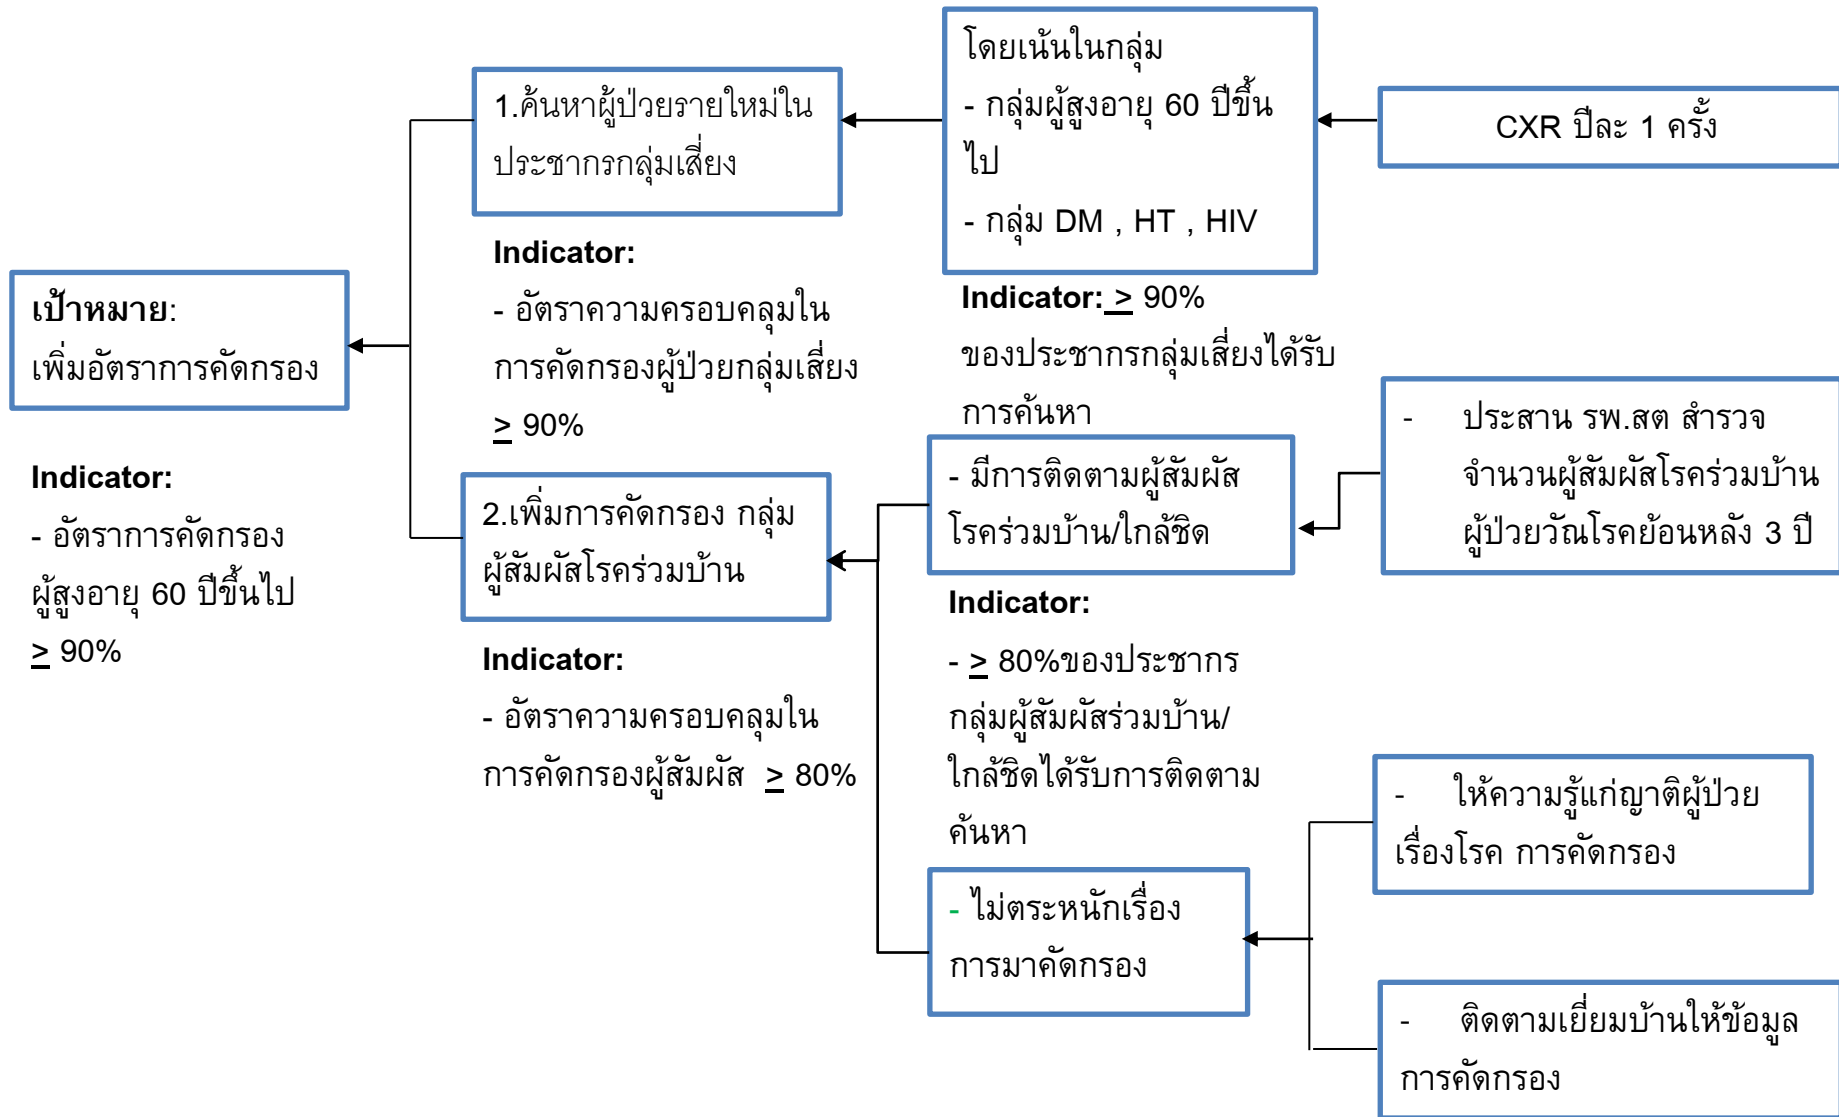 เป้าหมาย:
เพิ่มอัตราการคัดกรอง
Indicator:
- อัตราการคัดกรอง
ผู้สูงอายุ 60 ปีขึ้นไป
≥ 90%
1.ค้นหาผู้ป่วยรายใหม่ใน
ประชากรกลุ่มเสี่ยง
Indicator:
- อัตราความครอบคลุมใน
การคัดกรองผู้ป่วยกลุ่มเสี่ยง
≥ 90%
2.เพิ่มการคัดกรอง กลุ่ม
ผู้สัมผัสโรคร่วมบ้าน
Indicator:
- อัตราความครอบคลุมใน
การคัดกรองผู้สัมผัส ≥ 80%
โดยเน้นในกลุ่ม
- กลุ่มผู้สูงอายุ 60 ปีขึ้น
ไป
- กลุ่ม DM , HT , HIV
Indicator: ≥ 90%
ของประชากรกลุ่มเสี่ยงได้รับ
การค้นหา
- มีการติดตามผู้สัมผัส
โรคร่วมบ้าน/ใกล้ชิด
Indicator:
- ≥ 80%ของประชากร
กลุ่มผู้สัมผัสร่วมบ้าน/
ใกล้ชิดได้รับการติดตาม
ค้นหา
- ไม่ตระหนักเรื่อง
การมาคัดกรอง
CXR ปีละ 1 ครั้ง
- ประสาน รพ.สต สำรวจ
จำนวนผู้สัมผัสโรคร่วมบ้าน
ผู้ป่วยวัณโรคย้อนหลัง 3 ปี
- ให้ความรู้แก่ญาติผู้ป่วย
เรื่องโรค การคัดกรอง
- ติดตามเยี่ยมบ้านให้ข้อมูล
การคัดกรอง